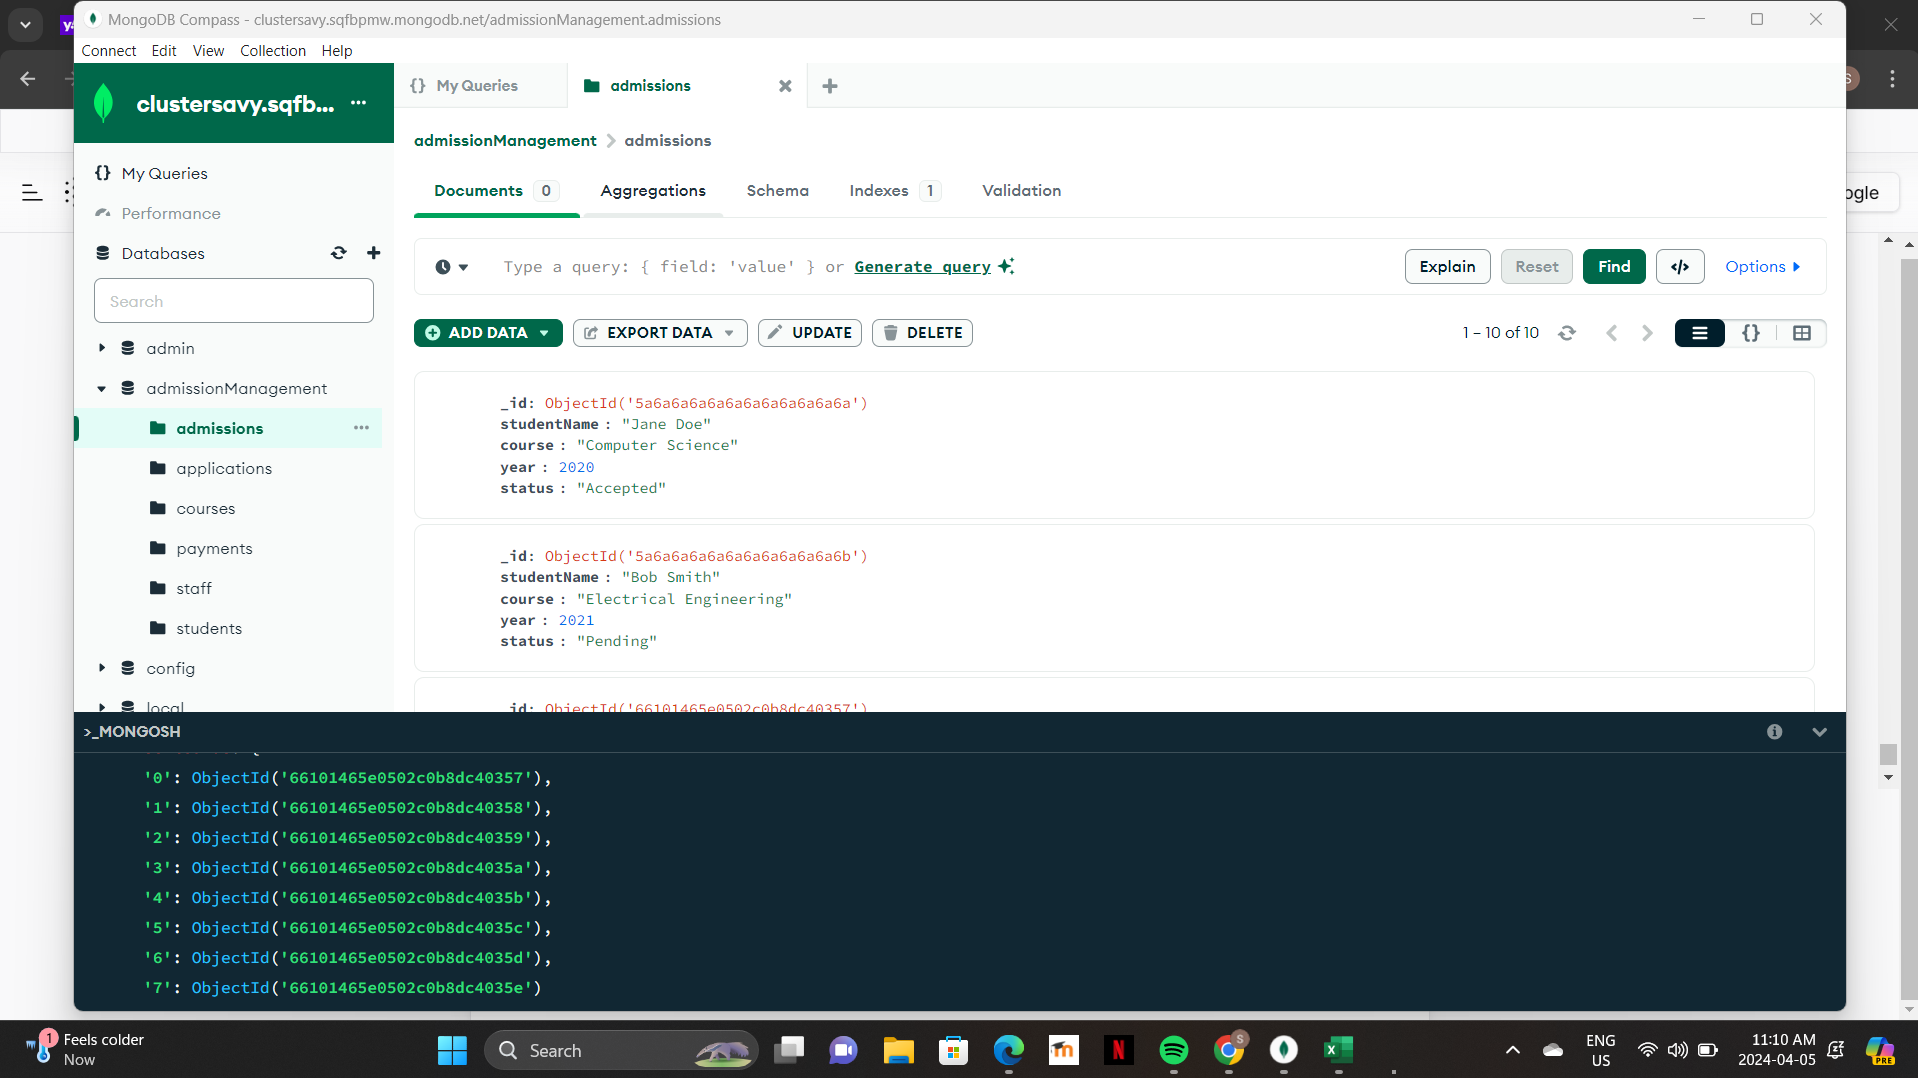 MongoDB Compass - clustersavy.sqfbpmw.mongodb.net/admissionManagement.admissions
Connect Edit View Collection Help
clustersavy.sqfb... ...
{} My Queries
admissions
admissionManagement > admissions
My Queries
Performance
Databases
Search
admin
admissionManagement
admissions ...
applications
courses
payments
staff
students
config
local
Documents 0 Aggregations Schema Indexes 1 Validation
Type a query: { field: 'value' } or Generate query
Explain Reset Find </> Options
ogle
S
ADD DATA EXPORT DATA UPDATE DELETE 1 – 10 of 10 {}
_id: ObjectId('5a6a6a6a6a6a6a6a6a6a6a6a')
studentName : "Jane Doe"
course : "Computer Science"
year : 2020
status : "Accepted"
_id: ObjectId('5a6a6a6a6a6a6a6a6a6a6a6b')
studentName : "Bob Smith"
course : "Electrical Engineering"
year : 2021
status : "Pending"
_id: ObjectId('66101465e0502c0b8dc40357')
>_MONGOSH
'0': ObjectId('66101465e0502c0b8dc40357'),
'1': ObjectId('66101465e0502c0b8dc40358'),
'2': ObjectId('66101465e0502c0b8dc40359'),
'3': ObjectId('66101465e0502c0b8dc4035a'),
'4': ObjectId('66101465e0502c0b8dc4035b'),
'5': ObjectId('66101465e0502c0b8dc4035c'),
'6': ObjectId('66101465e0502c0b8dc4035d'),
'7': ObjectId('66101465e0502c0b8dc4035e')
1
Feels colder
Now
Search
S
PRE
ENG
US
11:10 AM
2024-04-05